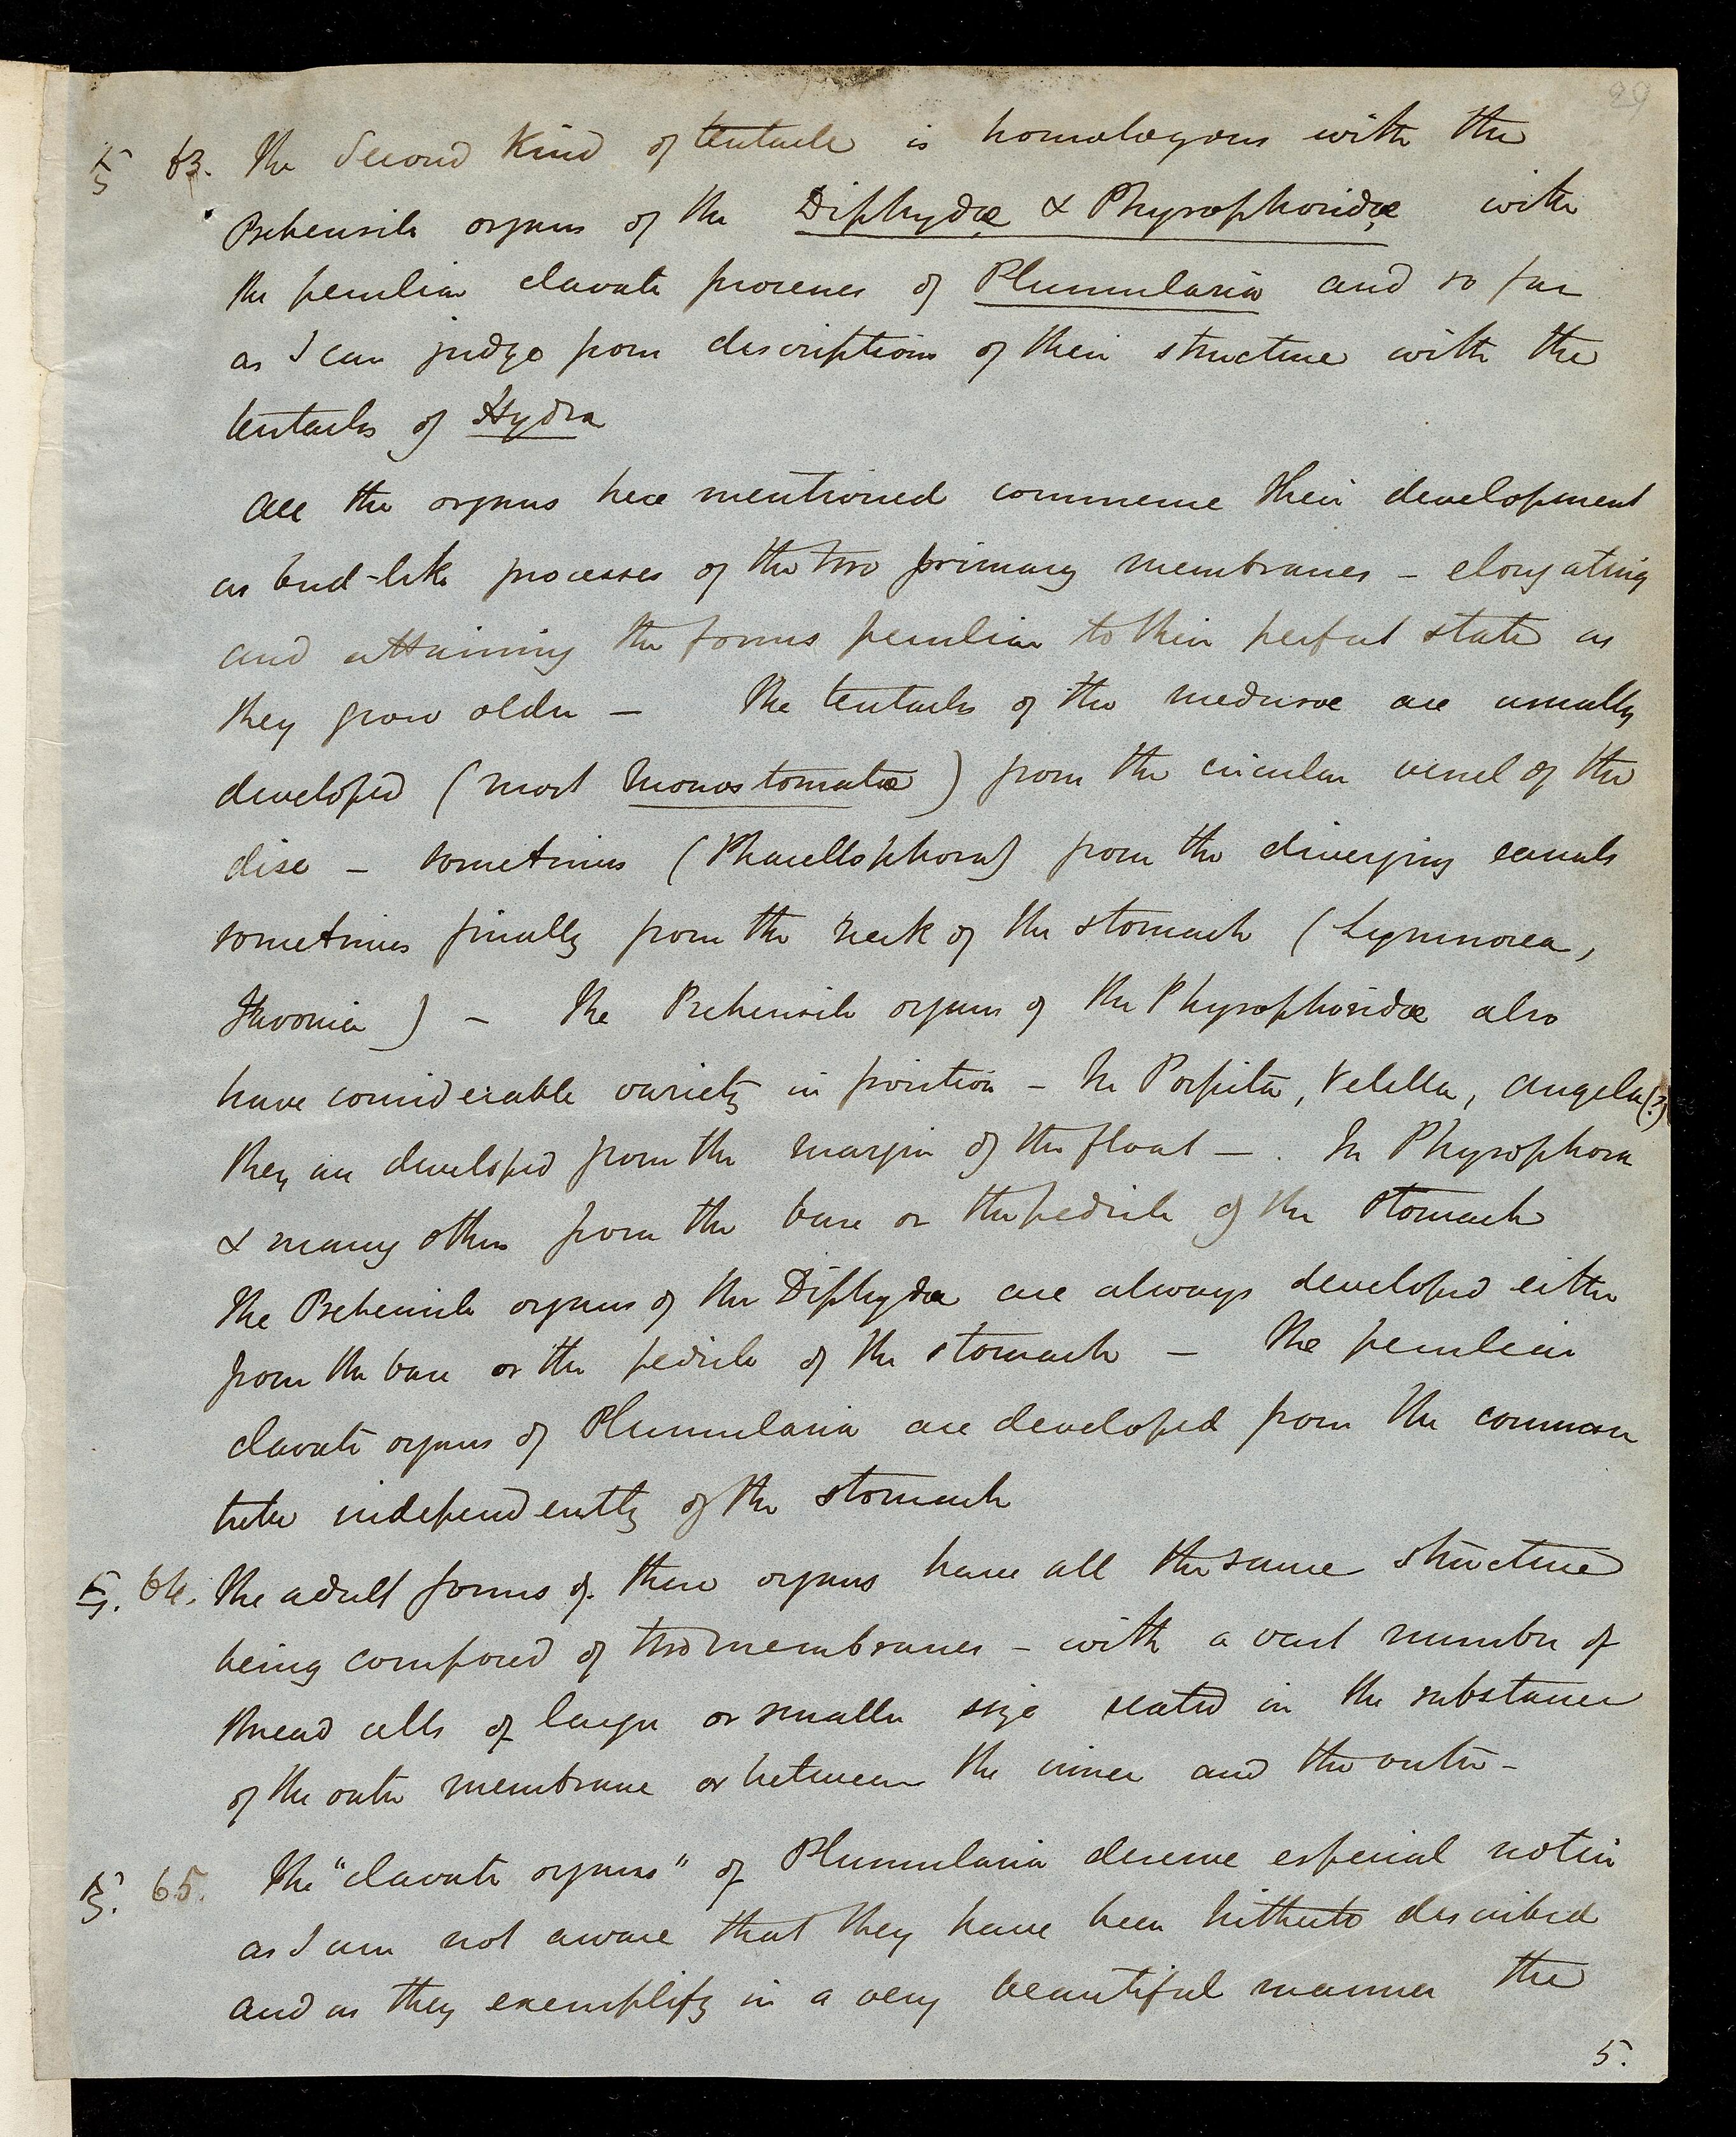 29
§ 63. The Second Kind of tentacle is homologous with the
Prehensile organs of the Diphydæ & Physophoridæ with
the peculiar clavate processes of Plumularia and so far
as I can judge from descriptions of their structure with the
tentacles of Hydra
All the organs here mentioned commence their development
as bud-like processes of the two primary membranes – elongating
and attaining the forms peculiar to their perfect state as
they grow older – The tentacles of the medusæ are usually
developed (most Monostomatæ) from the circular vessel of the
disc – sometimes (Phacellophora) from the diverging canals
sometimes finally from the neck of the stomach (Lymnorea,
Favonia) – The Prehensile organs of the Physophoridæ also
have considerable variety in position – In Porpita, Velella, Angela (?)
they are developed from the margin of the float – . In Physophora
& many others from the base or the pedicle of the stomach
The Prehensile organs of the Diphydæ are always developed either
from the base or the pedicle of the stomach – The peculiar
clavate organs of Plumularia are developed from the common
tube independently of the stomach
§. 64. The adult forms of these organs have all the same structure
being composed of two membranes – with a vast number of
thread cells of larger or smaller size seated in the substance
of the outer membrane or between the inner and the outer –
§. 65. The "clavate organs" of Plumularia deserve especial notice
as I am not aware that they have been hitherto described
and as they exemplify in a very beautiful manner the
5.